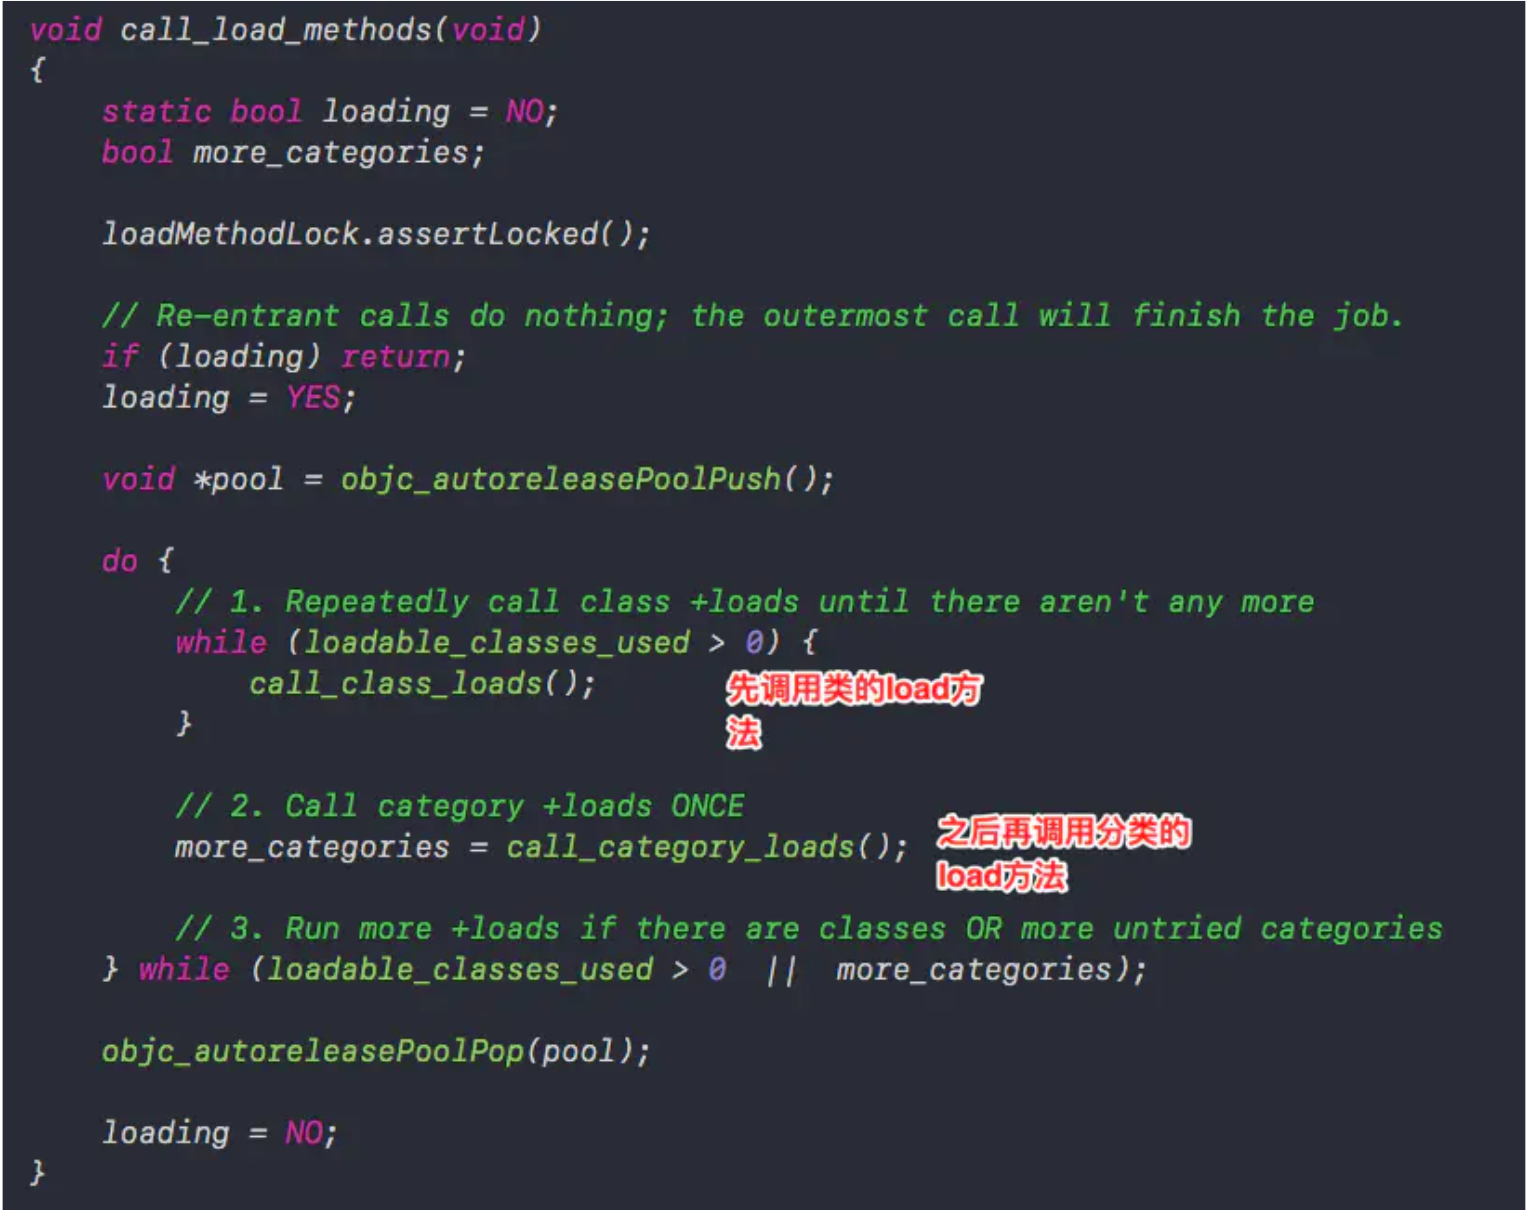 void call_load_methods(void)
{
    static bool loading = NO;
    bool more_categories;

    loadMethodLock.assertLocked();

    // Re-entrant calls do nothing; the outermost call will finish the job.
    if (loading) return;
    loading = YES;

    void *pool = objc_autoreleasePoolPush();

    do {
        // 1. Repeatedly call class +loads until there aren't any more
        while (loadable_classes_used > 0) {
            call_class_loads();
先调用类的load方
法
        }

        // 2. Call category +loads ONCE
        more_categories = call_category_loads();
之后再调用分类的
load方法

        // 3. Run more +loads if there are classes OR more untried categories
    } while (loadable_classes_used > 0  ||  more_categories);

    objc_autoreleasePoolPop(pool);

    loading = NO;
}